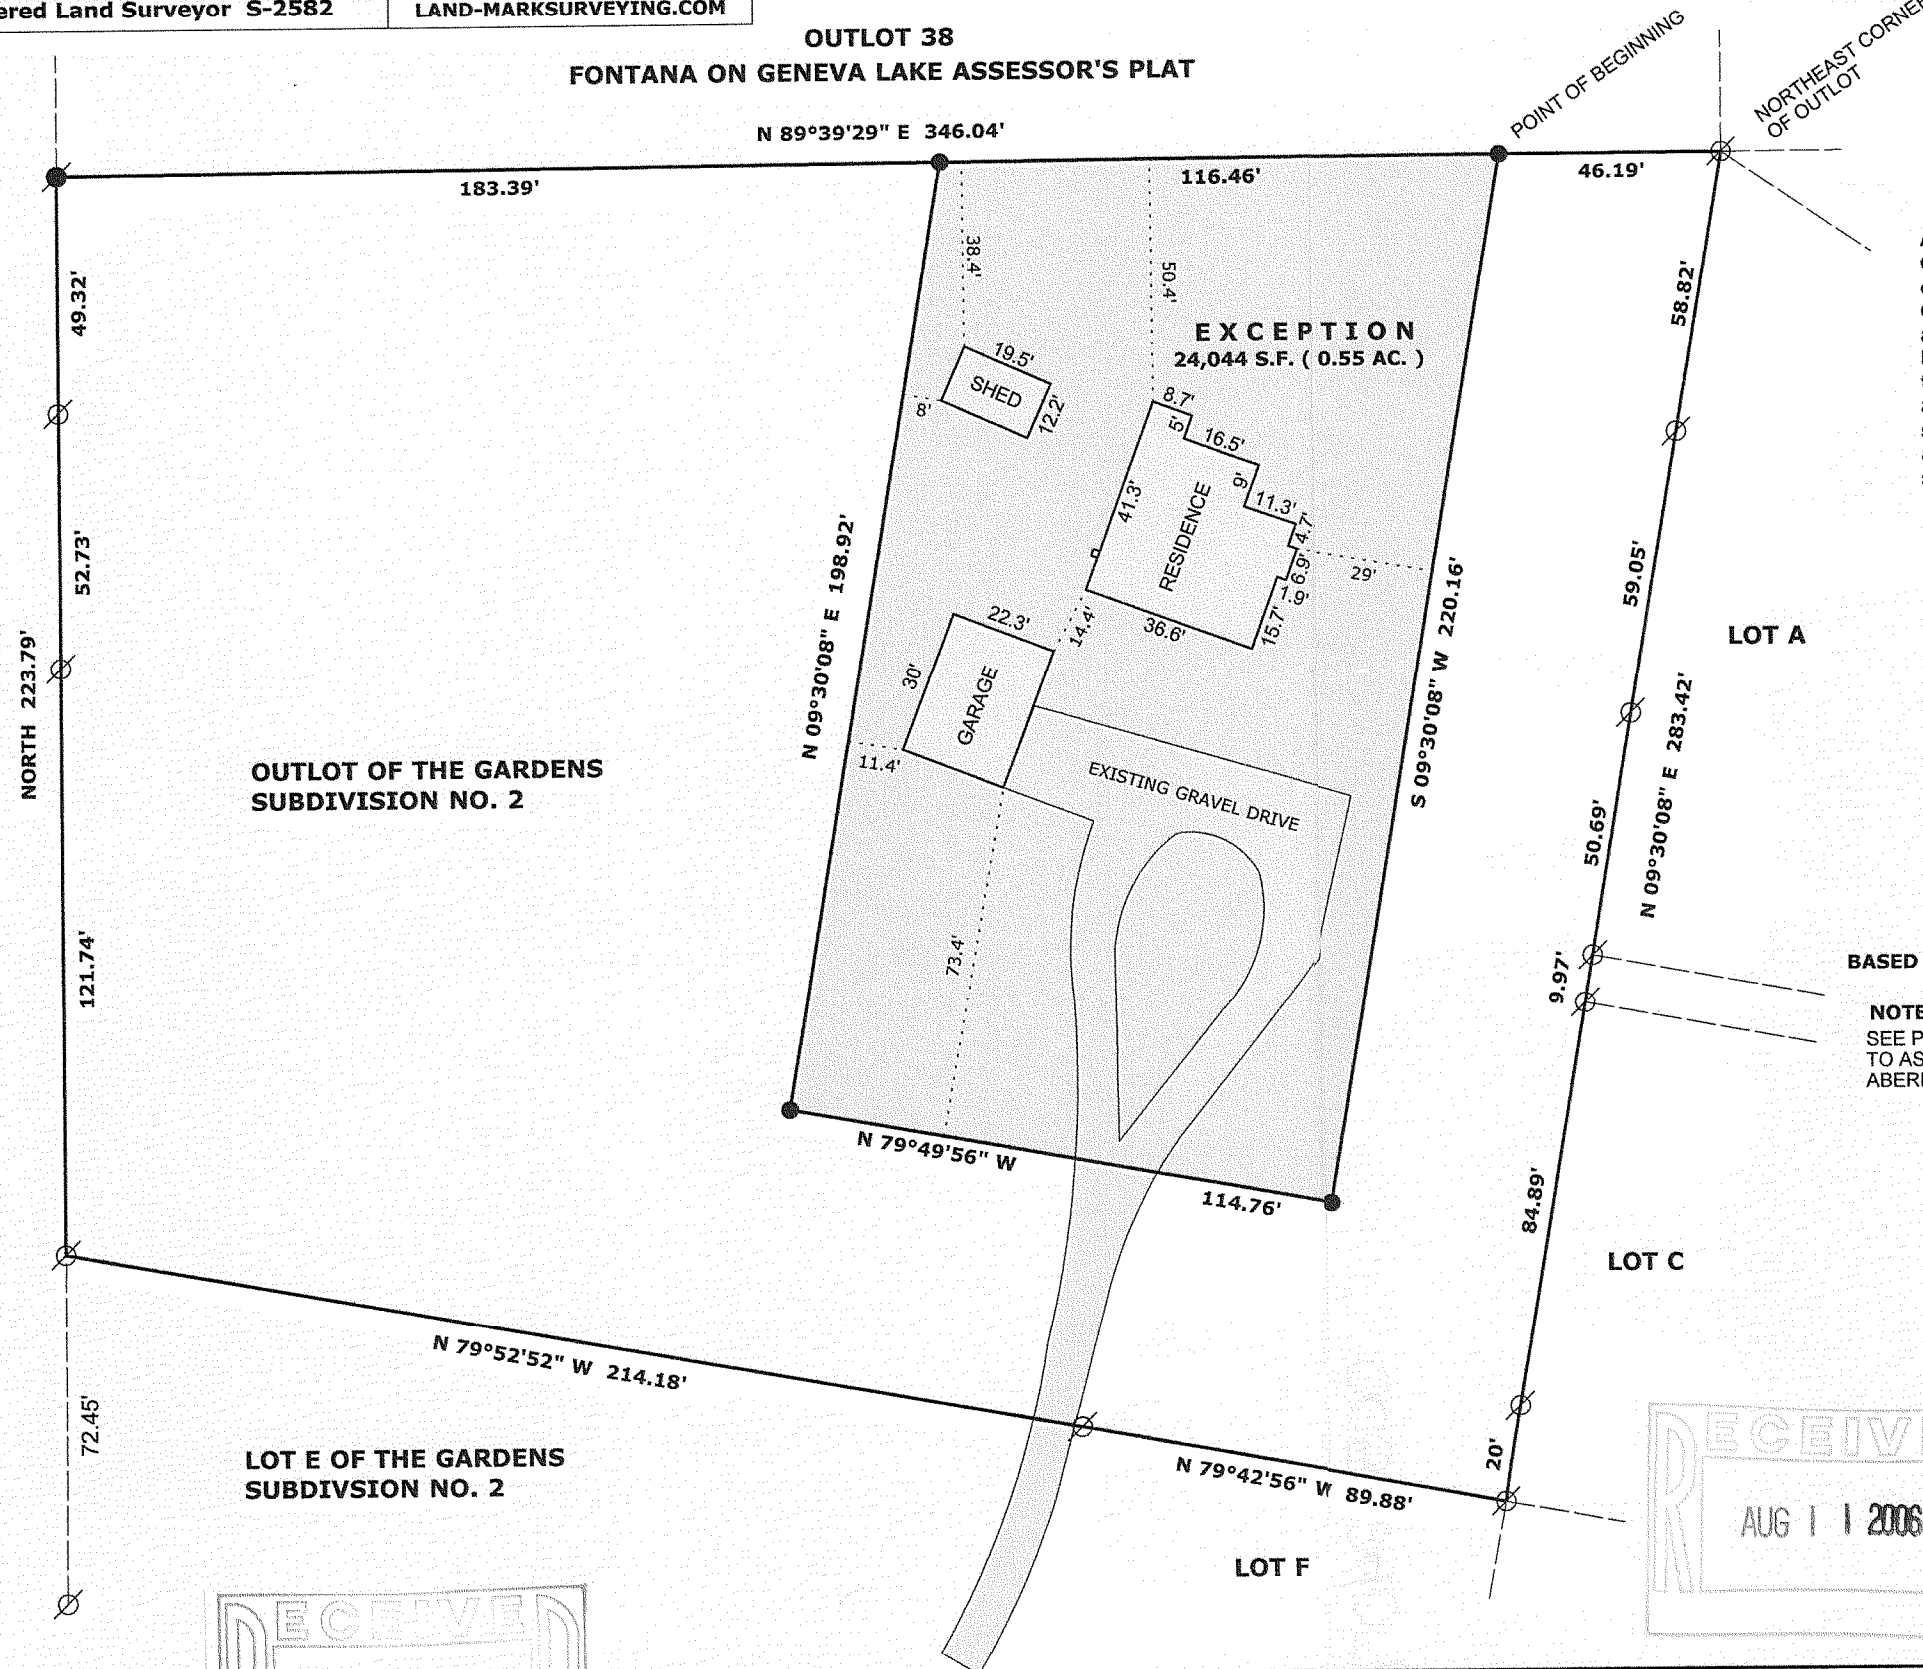 ered Land Surveyor S-2582
LAND-MARKSURVEYING.COM
OUTLOT 38
FONTANA ON GENEVA LAKE ASSESSOR'S PLAT
POINT OF BEGINNING
NORTHEAST CORNER
OF OUTLOT
N 89°39'29" E 346.04'
183.39'
116.46'
46.19'
49.32'
38.4'
50.4'
58.82'
EXCEPTION
24,044 S.F. ( 0.55 AC. )
19.5'
SHED
12.2'
8'
8.7'
5'
16.5'
9'
11.3'
4.7'
41.3'
RESIDENCE
6.9'
1.9'
29'
15.7'
36.6'
14.4'
52.73'
N 09°30'08" E 198.92'
S 09°30'08" W 220.16'
59.05'
LOT A
NORTH 223.79'
22.3'
30'
GARAGE
11.4'
EXISTING GRAVEL DRIVE
OUTLOT OF THE GARDENS
SUBDIVISION NO. 2
N 09°30'08" E 283.42'
50.69'
121.74'
73.4'
9.97'
BASED
NOTE
SEE P
TO AS
ABER
N 79°49'56" W
114.76'
84.89'
LOT C
N 79°52'52" W 214.18'
72.45'
LOT E OF THE GARDENS
SUBDIVSION NO. 2
N 79°42'56" W 89.88'
20'
LOT F
RECEIV
AUG 11 2006
RECEIVED